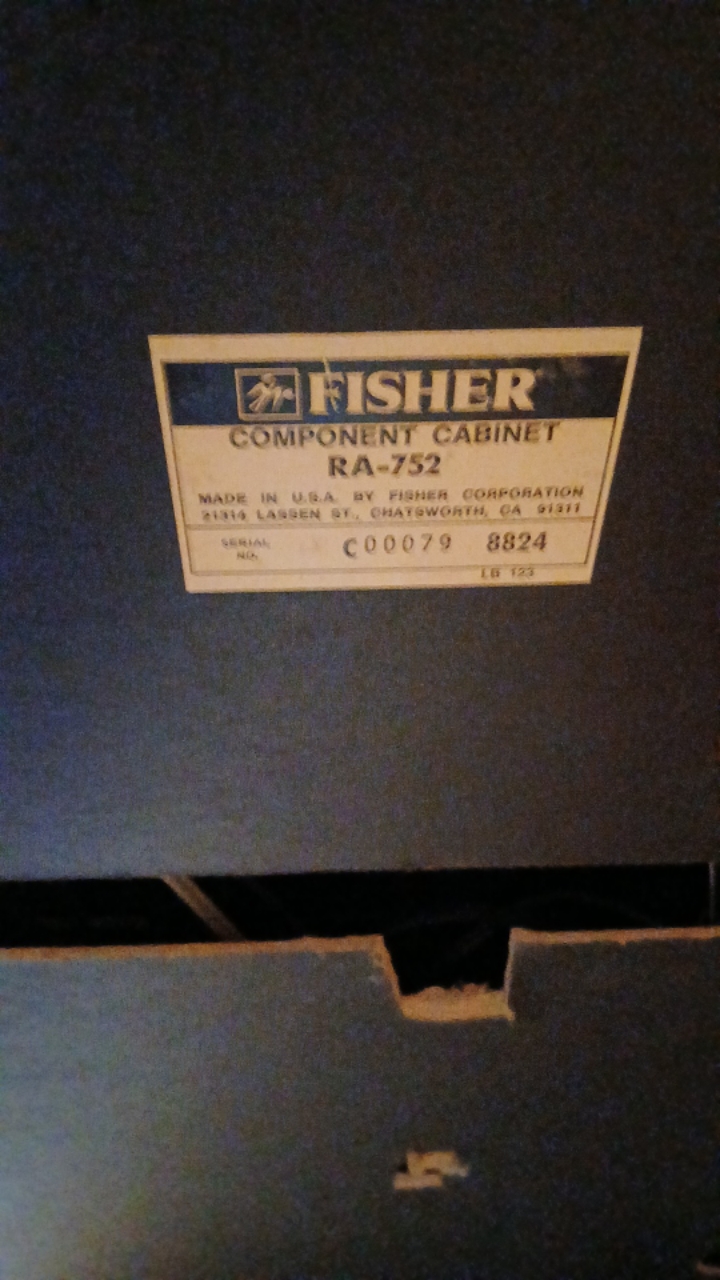 FISHER
COMPONENT CABINET
RA-752
MADE IN U.S.A. BY FISHER CORPORATION
21314 LASSEN ST., CHATSWORTH, CA 91311
SERIAL NO. C00079 8824
LB 123